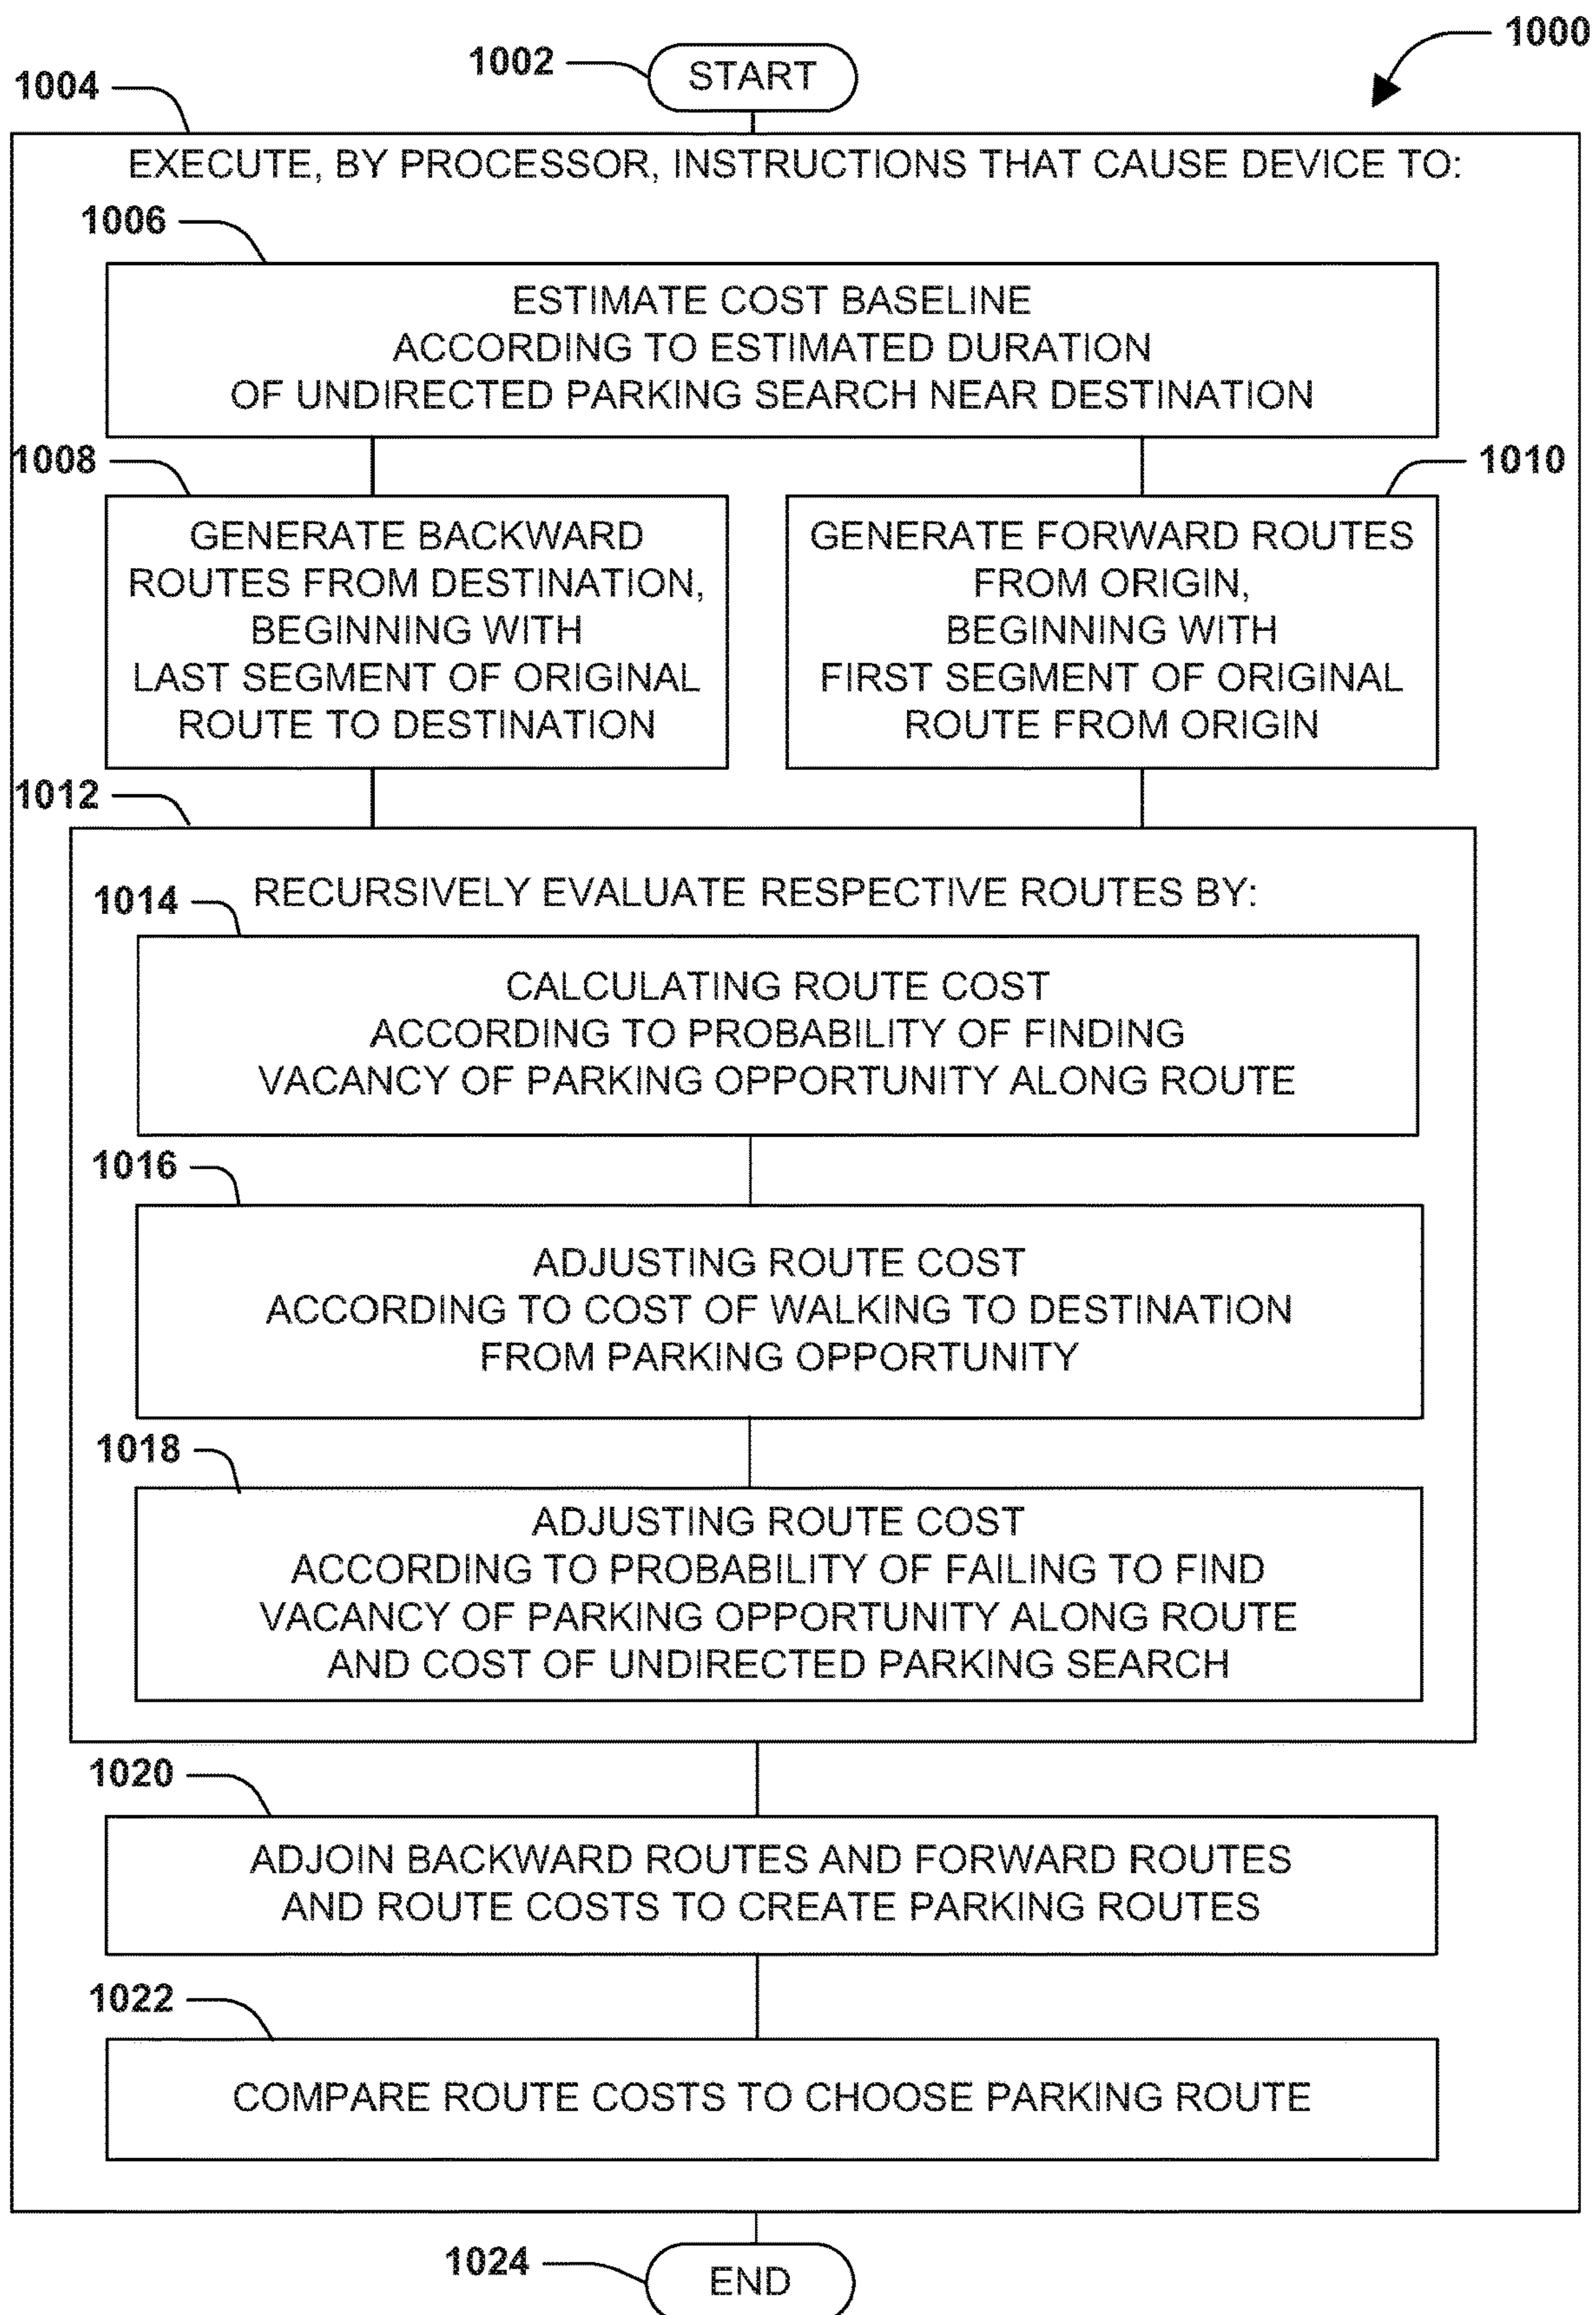 1000
1002
START
1004
EXECUTE, BY PROCESSOR, INSTRUCTIONS THAT CAUSE DEVICE TO:
1006
ESTIMATE COST BASELINE
ACCORDING TO ESTIMATED DURATION
OF UNDIRECTED PARKING SEARCH NEAR DESTINATION
1008
GENERATE BACKWARD
ROUTES FROM DESTINATION,
BEGINNING WITH
LAST SEGMENT OF ORIGINAL
ROUTE TO DESTINATION
1010
GENERATE FORWARD ROUTES
FROM ORIGIN,
BEGINNING WITH
FIRST SEGMENT OF ORIGINAL
ROUTE FROM ORIGIN
1012
RECURSIVELY EVALUATE RESPECTIVE ROUTES BY:
1014
CALCULATING ROUTE COST
ACCORDING TO PROBABILITY OF FINDING
VACANCY OF PARKING OPPORTUNITY ALONG ROUTE
1016
ADJUSTING ROUTE COST
ACCORDING TO COST OF WALKING TO DESTINATION
FROM PARKING OPPORTUNITY
1018
ADJUSTING ROUTE COST
ACCORDING TO PROBABILITY OF FAILING TO FIND
VACANCY OF PARKING OPPORTUNITY ALONG ROUTE
AND COST OF UNDIRECTED PARKING SEARCH
1020
ADJOIN BACKWARD ROUTES AND FORWARD ROUTES
AND ROUTE COSTS TO CREATE PARKING ROUTES
1022
COMPARE ROUTE COSTS TO CHOOSE PARKING ROUTE
1024
END